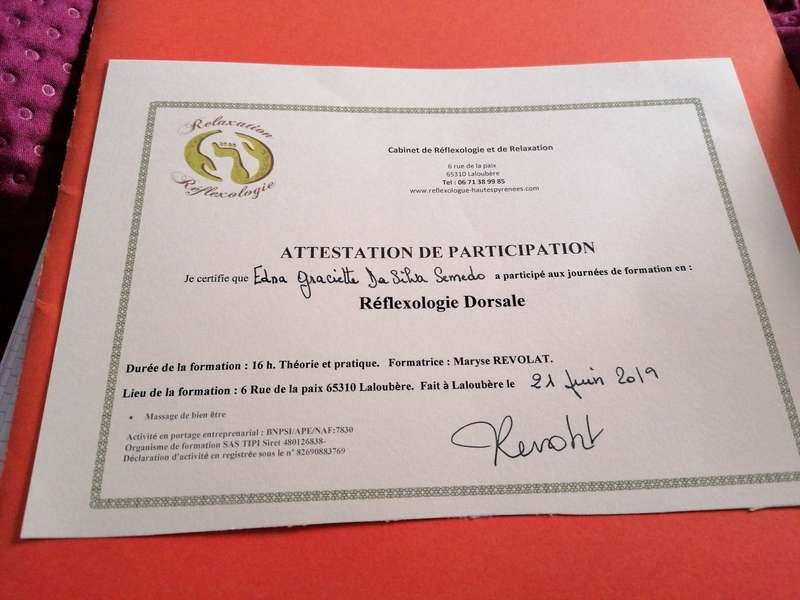 Relaxation
Réflexologie
Cabinet de Réflexologie et de Relaxation
6 rue de la paix
65310 Laloubère
Tel : 06 71 38 99 85
www.reflexologue-hautespyrenees.com
ATTESTATION DE PARTICIPATION
Je certifie que Edna Graciette Da Silva Semedo a participé aux journées de formation en :
Réflexologie Dorsale
Durée de la formation : 16 h. Théorie et pratique. Formatrice : Maryse REVOLAT.
Lieu de la formation : 6 Rue de la paix 65310 Laloubère. Fait à Laloubère le 21 juin 2019
• Massage de bien être
Activité en portage entreprenarial : BNPSI/APE/NAF:7830
Organisme de formation SAS TIPI Siret 480126838-
Déclaration d'activité en registrée sous le n° 82690883769
Revolat